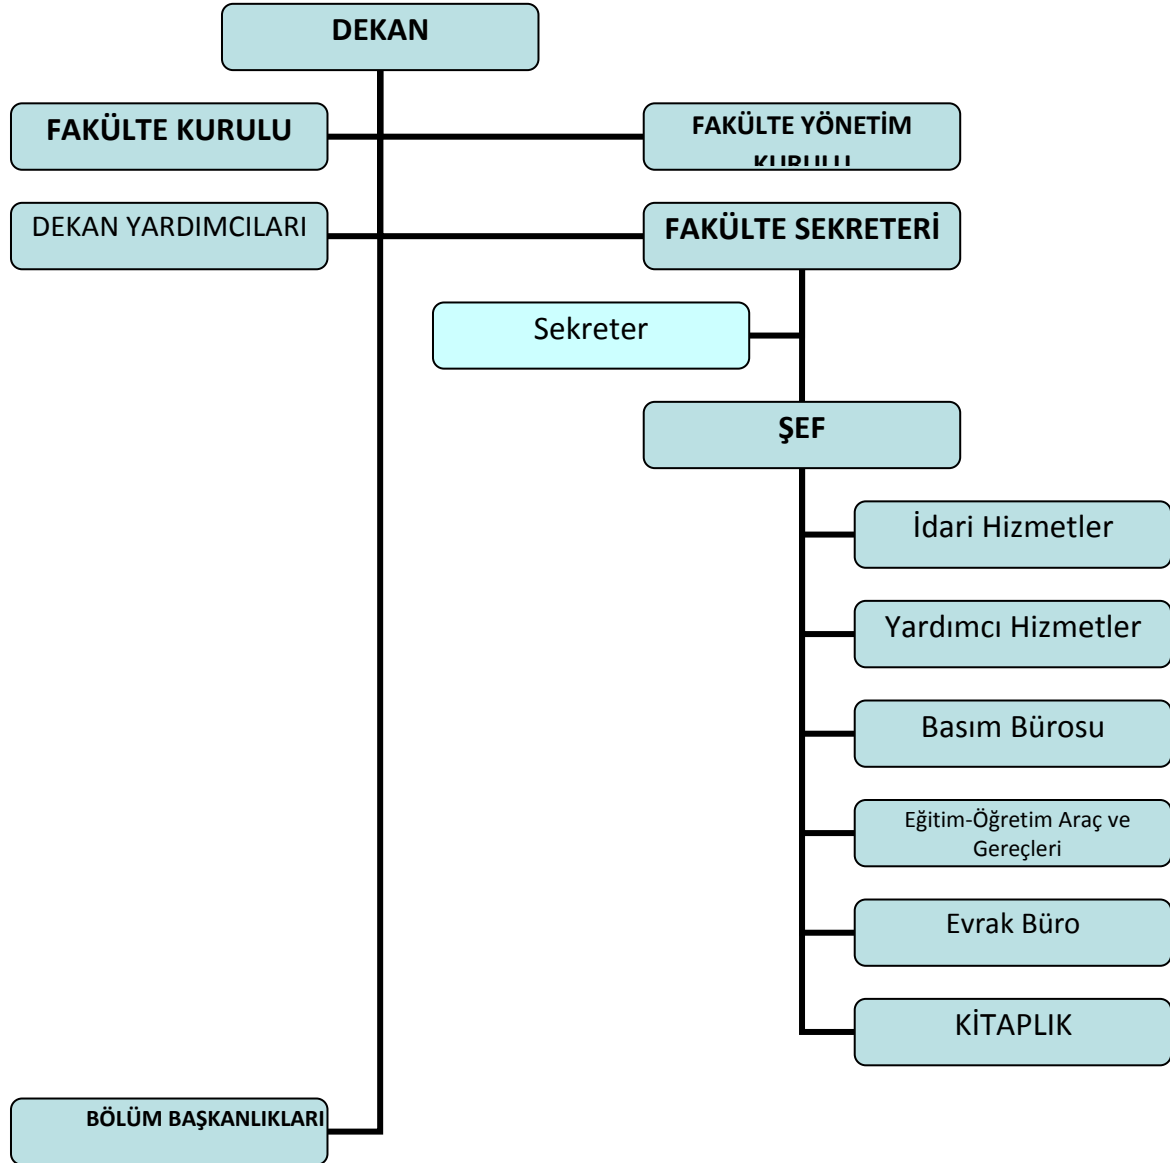 DEKAN
FAKÜLTE KURULU
FAKÜLTE YÖNETİM
KURULU
DEKAN YARDIMCILARI
FAKÜLTE SEKRETERİ
Sekreter
ŞEF
İdari Hizmetler
Yardımcı Hizmetler
Basım Bürosu
Eğitim-Öğretim Araç ve
Gereçleri
Evrak Büro
KİTAPLIK
BÖLÜM BAŞKANLIKLARI